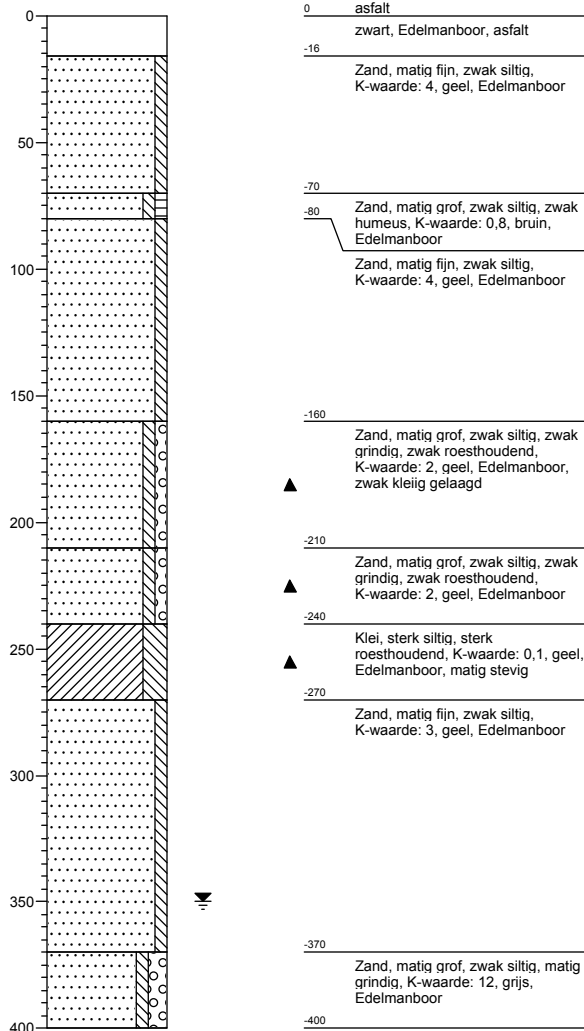 0
50
100
150
200
250
300
350
400
0
asfalt
zwart, Edelmanboor, asfalt
-16
Zand, matig fijn, zwak siltig,
K-waarde: 4, geel, Edelmanboor
-70
Zand, matig grof, zwak siltig, zwak
humeus, K-waarde: 0,8, bruin,
Edelmanboor
-80
Zand, matig fijn, zwak siltig,
K-waarde: 4, geel, Edelmanboor
-160
Zand, matig grof, zwak siltig, zwak
grindig, zwak roesthoudend,
K-waarde: 2, geel, Edelmanboor,
zwak kleiig gelaagd
-210
Zand, matig grof, zwak siltig, zwak
grindig, zwak roesthoudend,
K-waarde: 2, geel, Edelmanboor
-240
Klei, sterk siltig, sterk
roesthoudend, K-waarde: 0,1, geel,
Edelmanboor, matig stevig
-270
Zand, matig fijn, zwak siltig,
K-waarde: 3, geel, Edelmanboor
-370
Zand, matig grof, zwak siltig, matig
grindig, K-waarde: 12, grijs,
Edelmanboor
-400